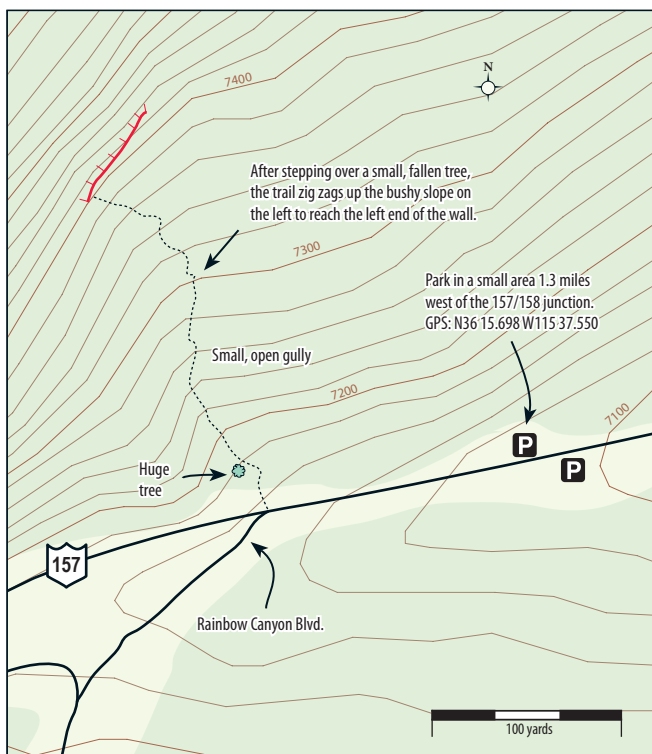 7400
N
After stepping over a small, fallen tree,
the trail zig zags up the bushy slope on
the left to reach the left end of the wall.
7300
Park in a small area 1.3 miles
west of the 157/158 junction.
GPS: N36 15.698 W115 37.550
Small, open gully
7200
7100
P
P
Huge
tree
157
Rainbow Canyon Blvd.
100 yards